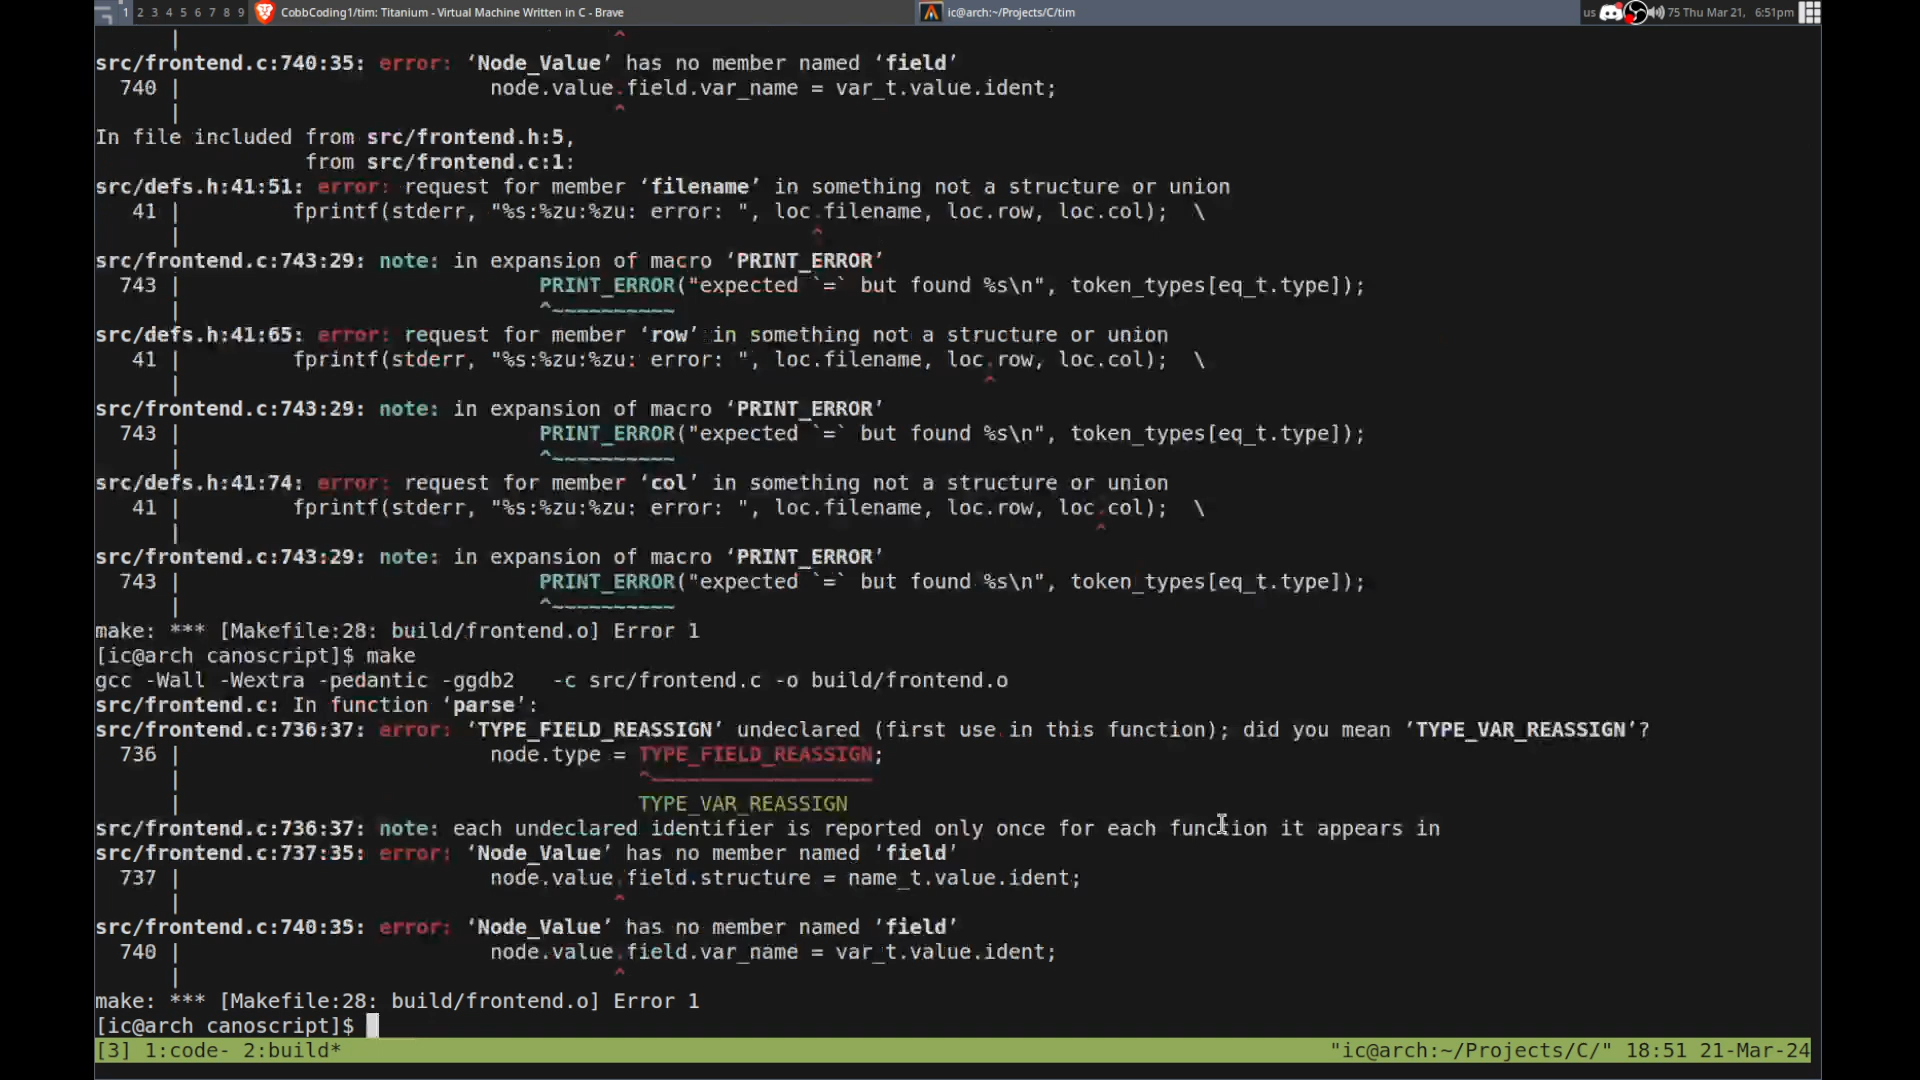 1 2 3 4 5 6 7 8 9 CobbCoding1/tim: Titanium - Virtual Machine Written in C - Brave ic@arch:~/Projects/C/tim us 75 Thu Mar 21, 6:51pm
|
src/frontend.c:740:35: error: ‘Node_Value’ has no member named ‘field’
740 | node.value.field.var_name = var_t.value.ident;
| ^
In file included from src/frontend.h:5,
from src/frontend.c:1:
src/defs.h:41:51: error: request for member ‘filename’ in something not a structure or union
41 | fprintf(stderr, "%s:%zu:%zu: error: ", loc.filename, loc.row, loc.col); \
| ^
src/frontend.c:743:29: note: in expansion of macro ‘PRINT_ERROR’
743 | PRINT_ERROR("expected `=` but found %s\n", token_types[eq_t.type]);
| ^~~~~~~~~~~
src/defs.h:41:65: error: request for member ‘row’ in something not a structure or union
41 | fprintf(stderr, "%s:%zu:%zu: error: ", loc.filename, loc.row, loc.col); \
| ^
src/frontend.c:743:29: note: in expansion of macro ‘PRINT_ERROR’
743 | PRINT_ERROR("expected `=` but found %s\n", token_types[eq_t.type]);
| ^~~~~~~~~~~
src/defs.h:41:74: error: request for member ‘col’ in something not a structure or union
41 | fprintf(stderr, "%s:%zu:%zu: error: ", loc.filename, loc.row, loc.col); \
| ^
src/frontend.c:743:29: note: in expansion of macro ‘PRINT_ERROR’
743 | PRINT_ERROR("expected `=` but found %s\n", token_types[eq_t.type]);
| ^~~~~~~~~~~
make: *** [Makefile:28: build/frontend.o] Error 1
[ic@arch canoscript]$ make
gcc -Wall -Wextra -pedantic -ggdb2 -c src/frontend.c -o build/frontend.o
src/frontend.c: In function ‘parse’:
src/frontend.c:736:37: error: ‘TYPE_FIELD_REASSIGN’ undeclared (first use in this function); did you mean ‘TYPE_VAR_REASSIGN’?
736 | node.type = TYPE_FIELD_REASSIGN;
| ^~~~~~~~~~~~~~~~~~~
| TYPE_VAR_REASSIGN
src/frontend.c:736:37: note: each undeclared identifier is reported only once for each function it appears in
src/frontend.c:737:35: error: ‘Node_Value’ has no member named ‘field’
737 | node.value.field.structure = name_t.value.ident;
| ^
src/frontend.c:740:35: error: ‘Node_Value’ has no member named ‘field’
740 | node.value.field.var_name = var_t.value.ident;
| ^
make: *** [Makefile:28: build/frontend.o] Error 1
[ic@arch canoscript]$
[3] 1:code- 2:build* "ic@arch:~/Projects/C/" 18:51 21-Mar-24